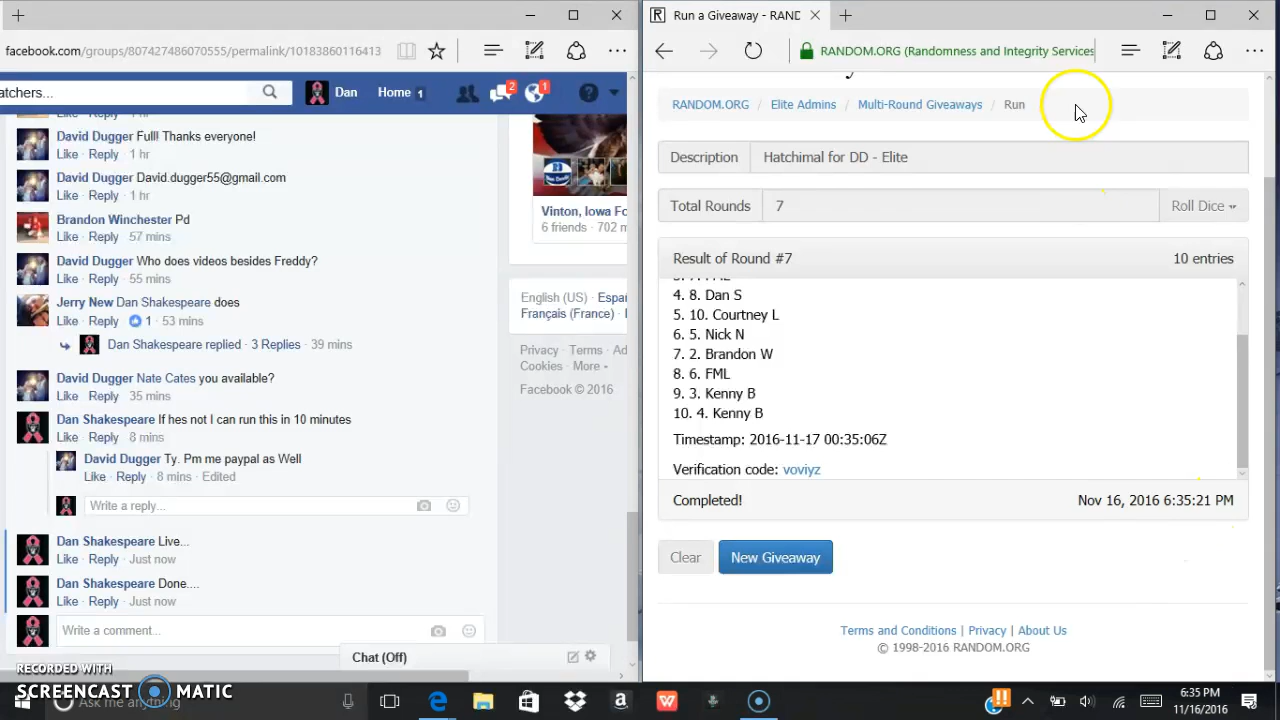 Run a Giveaway - RAND
facebook.com/groups/807427486070555/permalink/10183860116413
RANDOM.ORG (Randomness and Integrity Services
atchers...
Dan
Home 1
2
1
David Dugger Full! Thanks everyone!
Like · Reply · 1 hr
David Dugger David.dugger55@gmail.com
Like · Reply · 1 hr
Brandon Winchester Pd
Like · Reply · 57 mins
David Dugger Who does videos besides Freddy?
Like · Reply · 55 mins
Jerry New Dan Shakespeare does
Like · Reply · 1 · 53 mins
Dan Shakespeare replied · 3 Replies · 39 mins
David Dugger Nate Cates you available?
Like · Reply · 35 mins
Dan Shakespeare If hes not I can run this in 10 minutes
Like · Reply · 8 mins
David Dugger Ty. Pm me paypal as Well
Like · Reply · 8 mins · Edited
Write a reply...
Dan Shakespeare Live...
Like · Reply · Just now
Dan Shakespeare Done....
Like · Reply · Just now
Write a comment...
Chat (Off)
Vinton, Iowa Fo
6 friends · 702 m
English (US) · Españ
Français (France) ·
Privacy · Terms · Ad
Cookies · More
Facebook © 2016
RANDOM.ORG / Elite Admins / Multi-Round Giveaways / Run
Description Hatchimal for DD - Elite
Total Rounds 7 Roll Dice
Result of Round #7 10 entries
4. 8. Dan S
5. 10. Courtney L
6. 5. Nick N
7. 2. Brandon W
8. 6. FML
9. 3. Kenny B
10. 4. Kenny B
Timestamp: 2016-11-17 00:35:06Z
Verification code: voviyz
Completed! Nov 16, 2016 6:35:21 PM
Clear New Giveaway
Terms and Conditions | Privacy | About Us
© 1998-2016 RANDOM.ORG
RECORDED WITH
SCREENCAST MATIC
Ask me anything
6:35 PM
11/16/2016